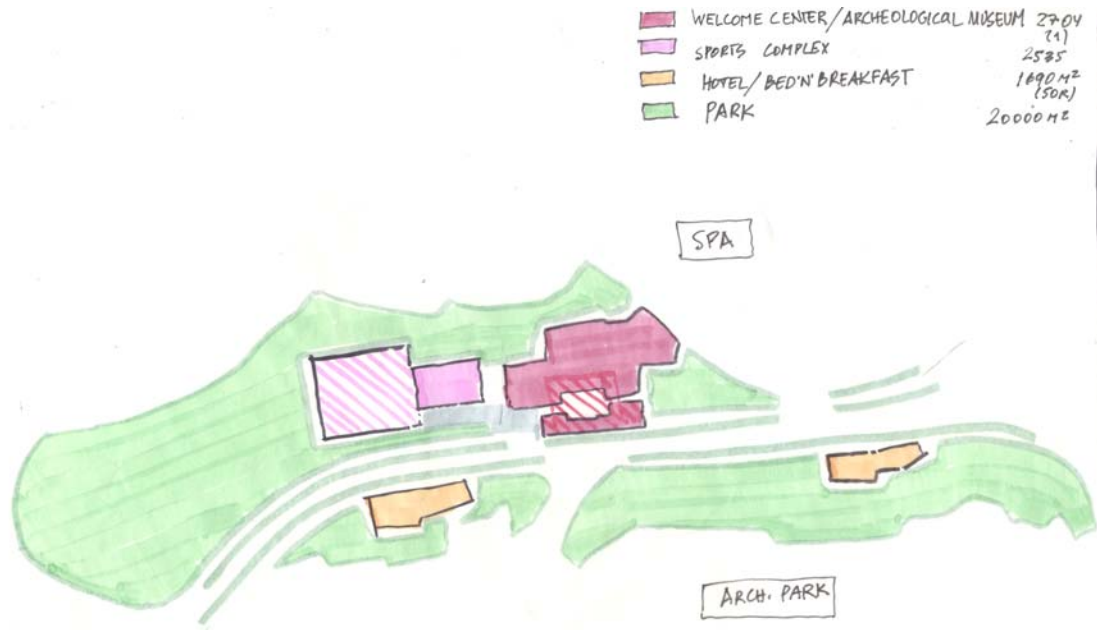 WELCOME CENTER/ARCHEOLOGICAL MUSEUM 2704
SPORTS COMPLEX 2535
HOTEL/BED'N'BREAKFAST 1690 M²
(50R)
PARK 20000 M²
SPA
ARCH. PARK